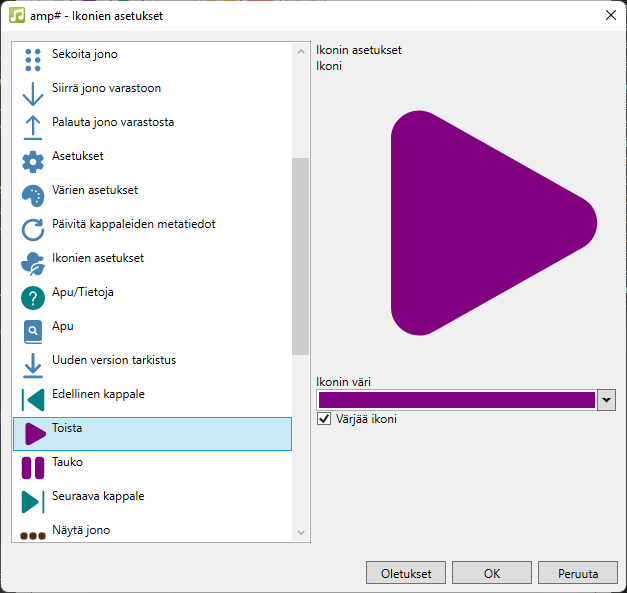 amp# - Ikonien asetukset
Sekoita jono
Siirrä jono varastoon
Palauta jono varastosta
Asetukset
Värien asetukset
Päivitä kappaleiden metatiedot
Ikonien asetukset
Apu/Tietoja
Apu
Uuden version tarkistus
Edellinen kappale
Toista
Tauko
Seuraava kappale
Näytä jono
Ikonin asetukset
Ikoni
Ikonin väri
Värjää ikoni
Oletukset
OK
Peruuta